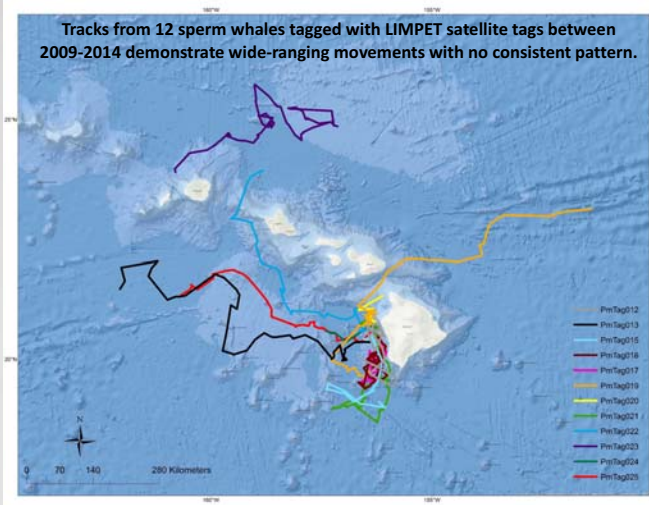 Tracks from 12 sperm whales tagged with LIMPET satellite tags between
2009-2014 demonstrate wide-ranging movements with no consistent pattern.
PmTag012
PmTag013
PmTag015
PmTag016
PmTag017
PmTag019
PmTag020
PmTag021
PmTag022
PmTag023
PmTag024
PmTag025
N
0 70 140 280 Kilometers